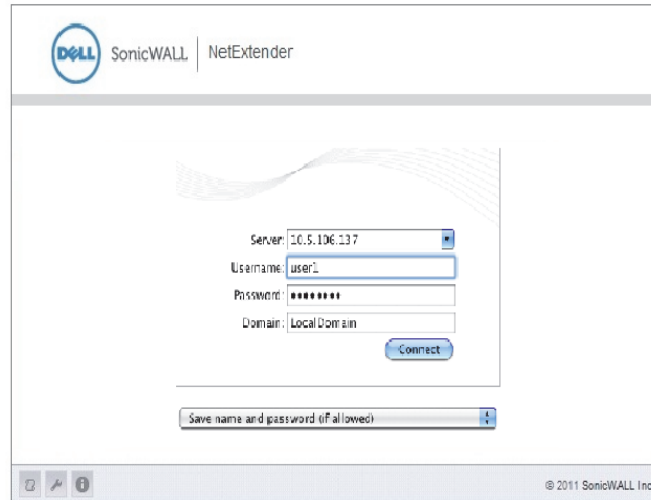 DELL SonicWALL | NetExtender
Server: 10.5.106.137
Username: user1
Password: ••••••••
Domain: LocalDomain
Connect
Save name and password (if allowed)
© 2011 SonicWALL Inc